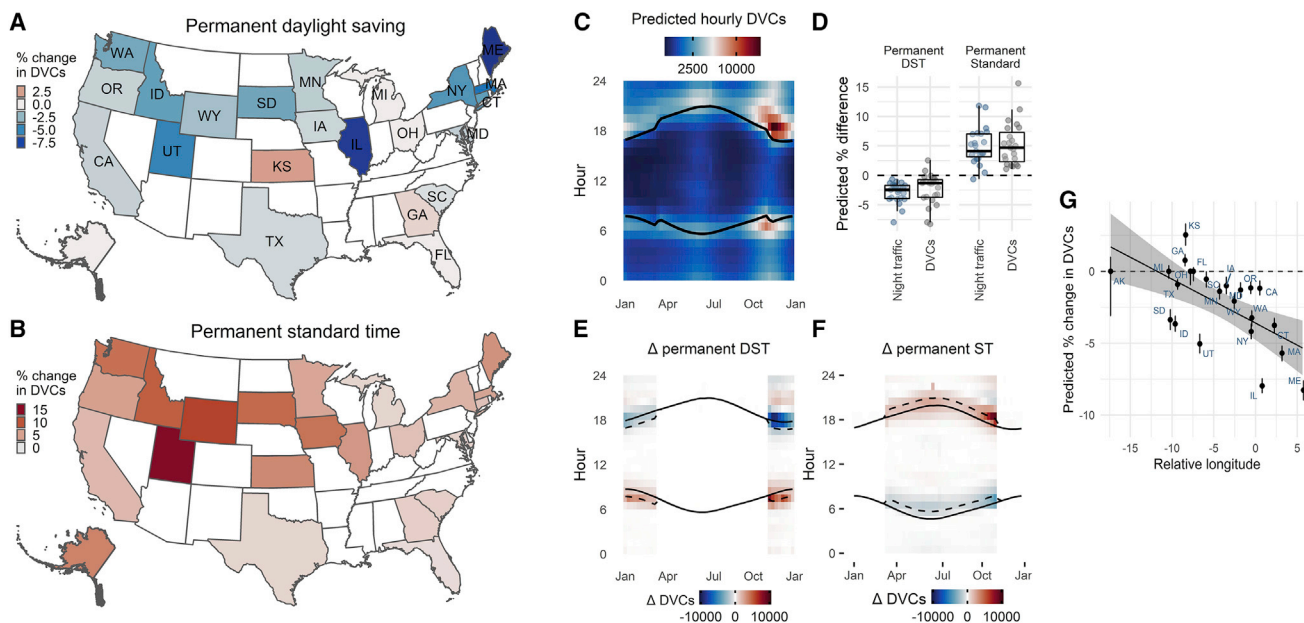 A
Permanent daylight saving
% change
in DVCs
2.5
0.0
-2.5
-5.0
-7.5
WA
OR
ID
WY
UT
CA
SD
MN
IA
KS
TX
IL
MI
OH
NY
ME
MA
CT
MD
SC
GA
FL
B
Permanent standard time
% change
in DVCs
15
10
5
0
C
Predicted hourly DVCs
2500 10000
Hour
24
18
12
6
0
Jan Apr Jul Oct Jan
D
Permanent
DST
Permanent
Standard
Predicted % difference
15
10
5
0
-5
Night traffic
DVCs
Night traffic
DVCs
E
Δ permanent DST
Hour
24
18
12
6
0
Jan Apr Jul Oct Jan
Δ DVCs
-10000 0 10000
F
Δ permanent ST
Hour
24
18
12
6
0
Jan Apr Jul Oct Jan
Δ DVCs
-10000 0 10000
G
Predicted % change in DVCs
0
-5
-10
KS
GA
FL
MI
OH
IA
OR
AK
TX
SC
MN
MD
CA
WY
WA
SD
ID
UT
NY
CT
MA
IL
ME
-15 -10 -5 0 5
Relative longitude